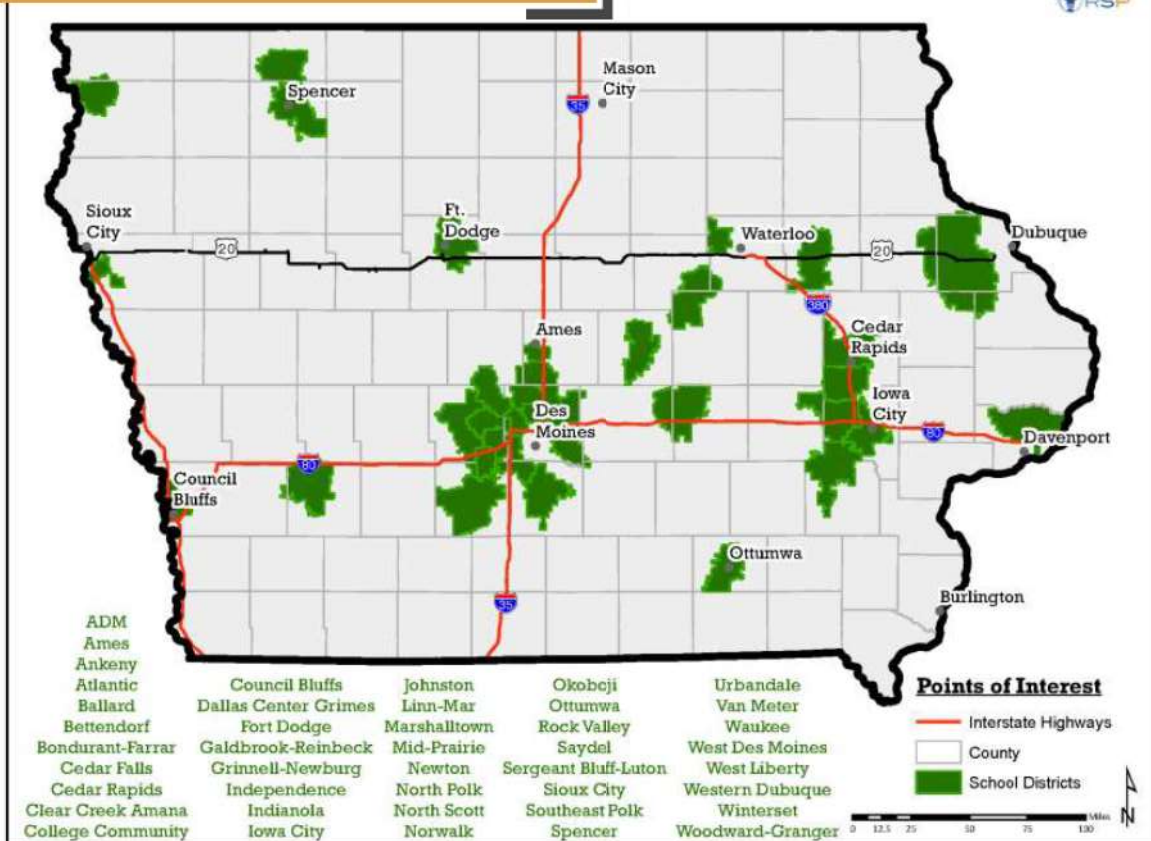 RSP
Mason
City
35
Spencer
Sioux
City
Ft.
Dodge
Waterloo
Dubuque
20
20
380
Ames
Cedar
Rapids
Iowa
City
Des
Moines
80
Davenport
80
Council
Bluffs
Ottumwa
35
Burlington
ADM
Ames
Ankeny
Atlantic
Ballard
Bettendorf
Bondurant-Farrar
Cedar Falls
Cedar Rapids
Clear Creek Amana
College Community
Council Bluffs
Dallas Center Grimes
Fort Dodge
Galdbrook-Reinbeck
Grinnell-Newburg
Independence
Indianola
Iowa City
Johnston
Linn-Mar
Marshalltown
Mid-Prairie
Newton
North Polk
North Scott
Norwalk
Okoboji
Ottumwa
Rock Valley
Saydel
Sergeant Bluff-Luton
Sioux City
Southeast Polk
Spencer
Urbandale
Van Meter
Waukee
West Des Moines
West Liberty
Western Dubuque
Winterset
Woodward-Granger
Points of Interest
Interstate Highways
County
School Districts
Miles
0 12.5 25 50 75 100
N